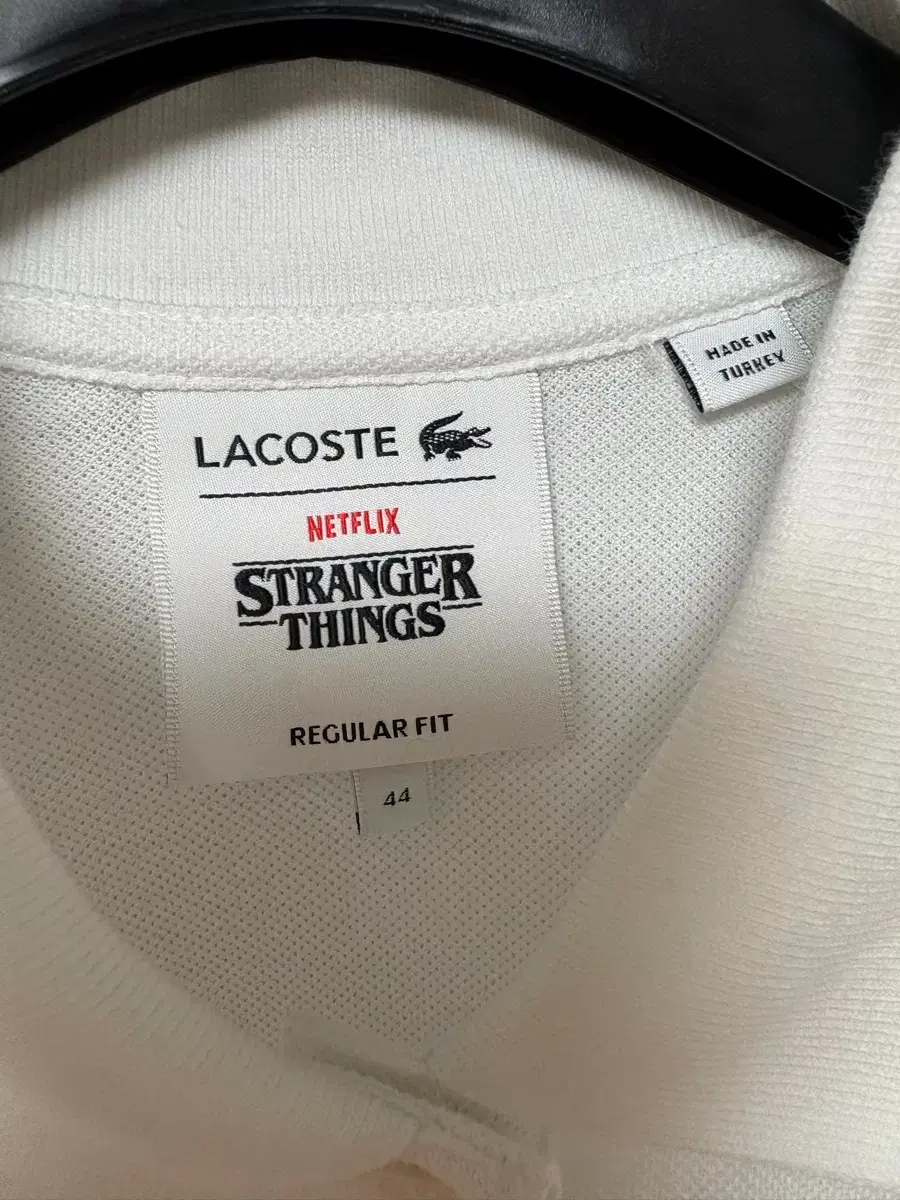 MADE IN
TURKEY
LACOSTE
NETFLIX
STRANGER
THINGS
REGULAR FIT
44